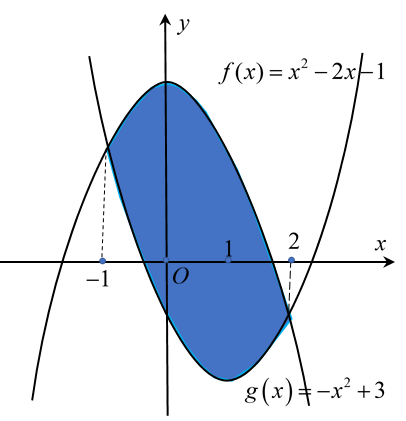 y
f(x) = x² − 2x − 1
x
1
2
−1
O
g(x) = −x² + 3